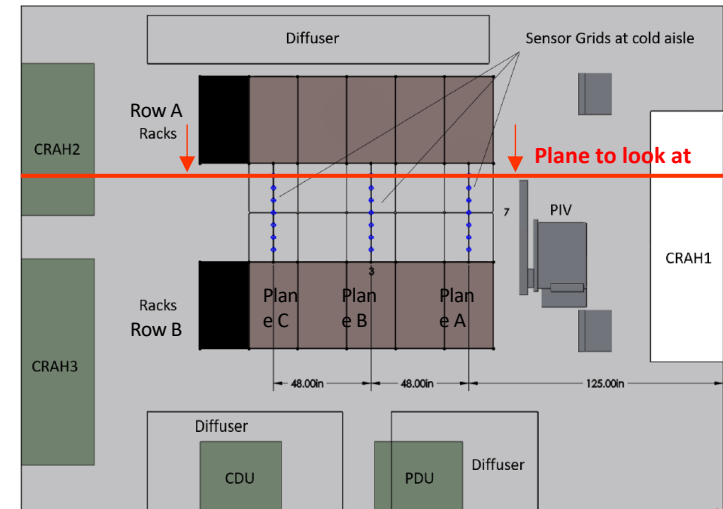 Diffuser
Sensor Grids at cold aisle
Row A
Racks
CRAH2
Plane to look at
7
PIV
CRAH1
3
Racks
Row B
Plan
e C
Plan
e B
Plan
e A
CRAH3
48.00in
48.00in
125.00in
Diffuser
Diffuser
CDU
PDU